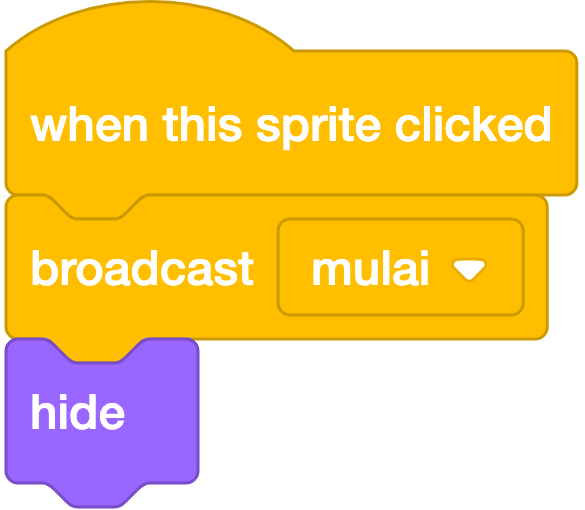 when this sprite clicked
broadcast mulai
hide